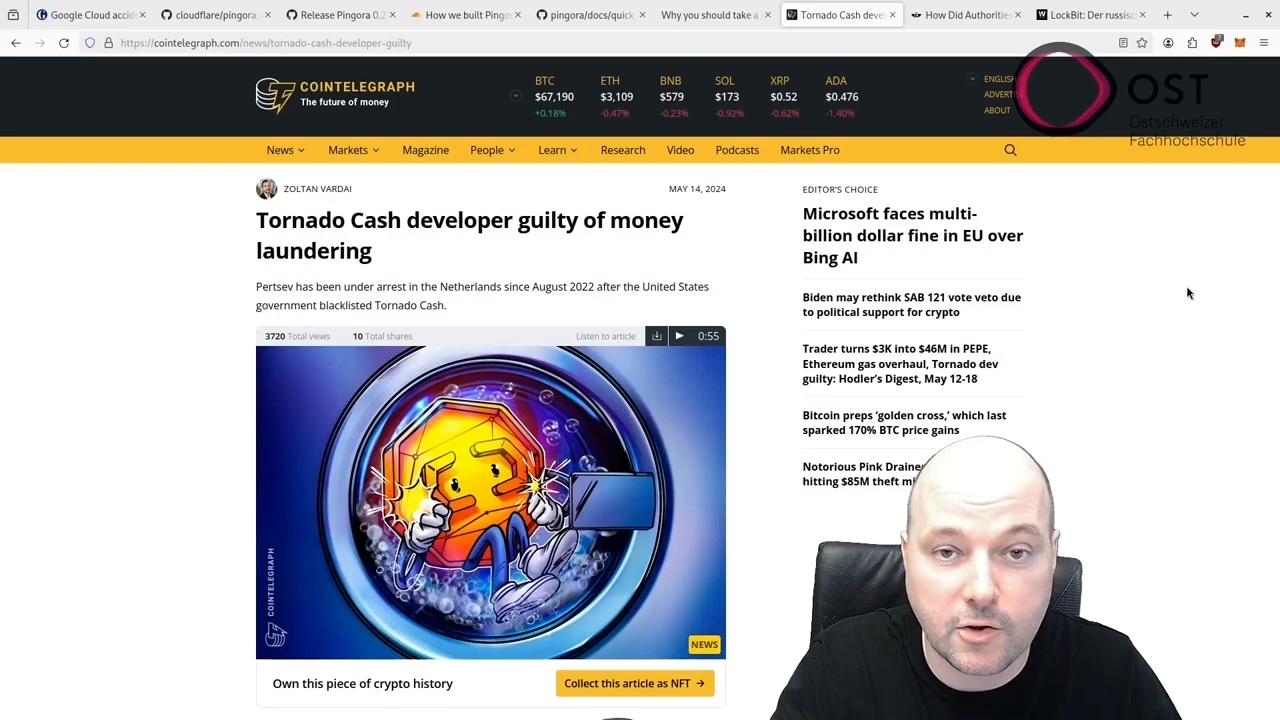 Google Cloud accid
cloudflare/pingora:
Release Pingora 0.2
How we built Pingor
pingora/docs/quick_
Why you should take a
Tornado Cash devel
How Did Authorities
LockBit: Der russisc
https://cointelegraph.com/news/tornado-cash-developer-guilty
COINTELEGRAPH
The future of money
BTC
$67,190
+0.18%
ETH
$3,109
-0.47%
BNB
$579
-0.23%
SOL
$173
-0.92%
XRP
$0.52
-0.62%
ADA
$0.476
-1.40%
ENGLISH
ADVERTISE
ABOUT
OST
Ostschweizer
Fachhochschule
News
Markets
Magazine
People
Learn
Research
Video
Podcasts
Markets Pro
ZOLTAN VARDAI
MAY 14, 2024
Tornado Cash developer guilty of money
laundering
Pertsev has been under arrest in the Netherlands since August 2022 after the United States
government blacklisted Tornado Cash.
3720 Total views
10 Total shares
Listen to article
0:55
COINTELEGRAPH
NEWS
Own this piece of crypto history
Collect this article as NFT →
EDITOR'S CHOICE
Microsoft faces multi-
billion dollar fine in EU over
Bing AI
Biden may rethink SAB 121 vote veto due
to political support for crypto
Trader turns $3K into $46M in PEPE,
Ethereum gas overhaul, Tornado dev
guilty: Hodler's Digest, May 12-18
Bitcoin preps 'golden cross,' which last
sparked 170% BTC price gains
Notorious Pink Draine
hitting $85M theft mi